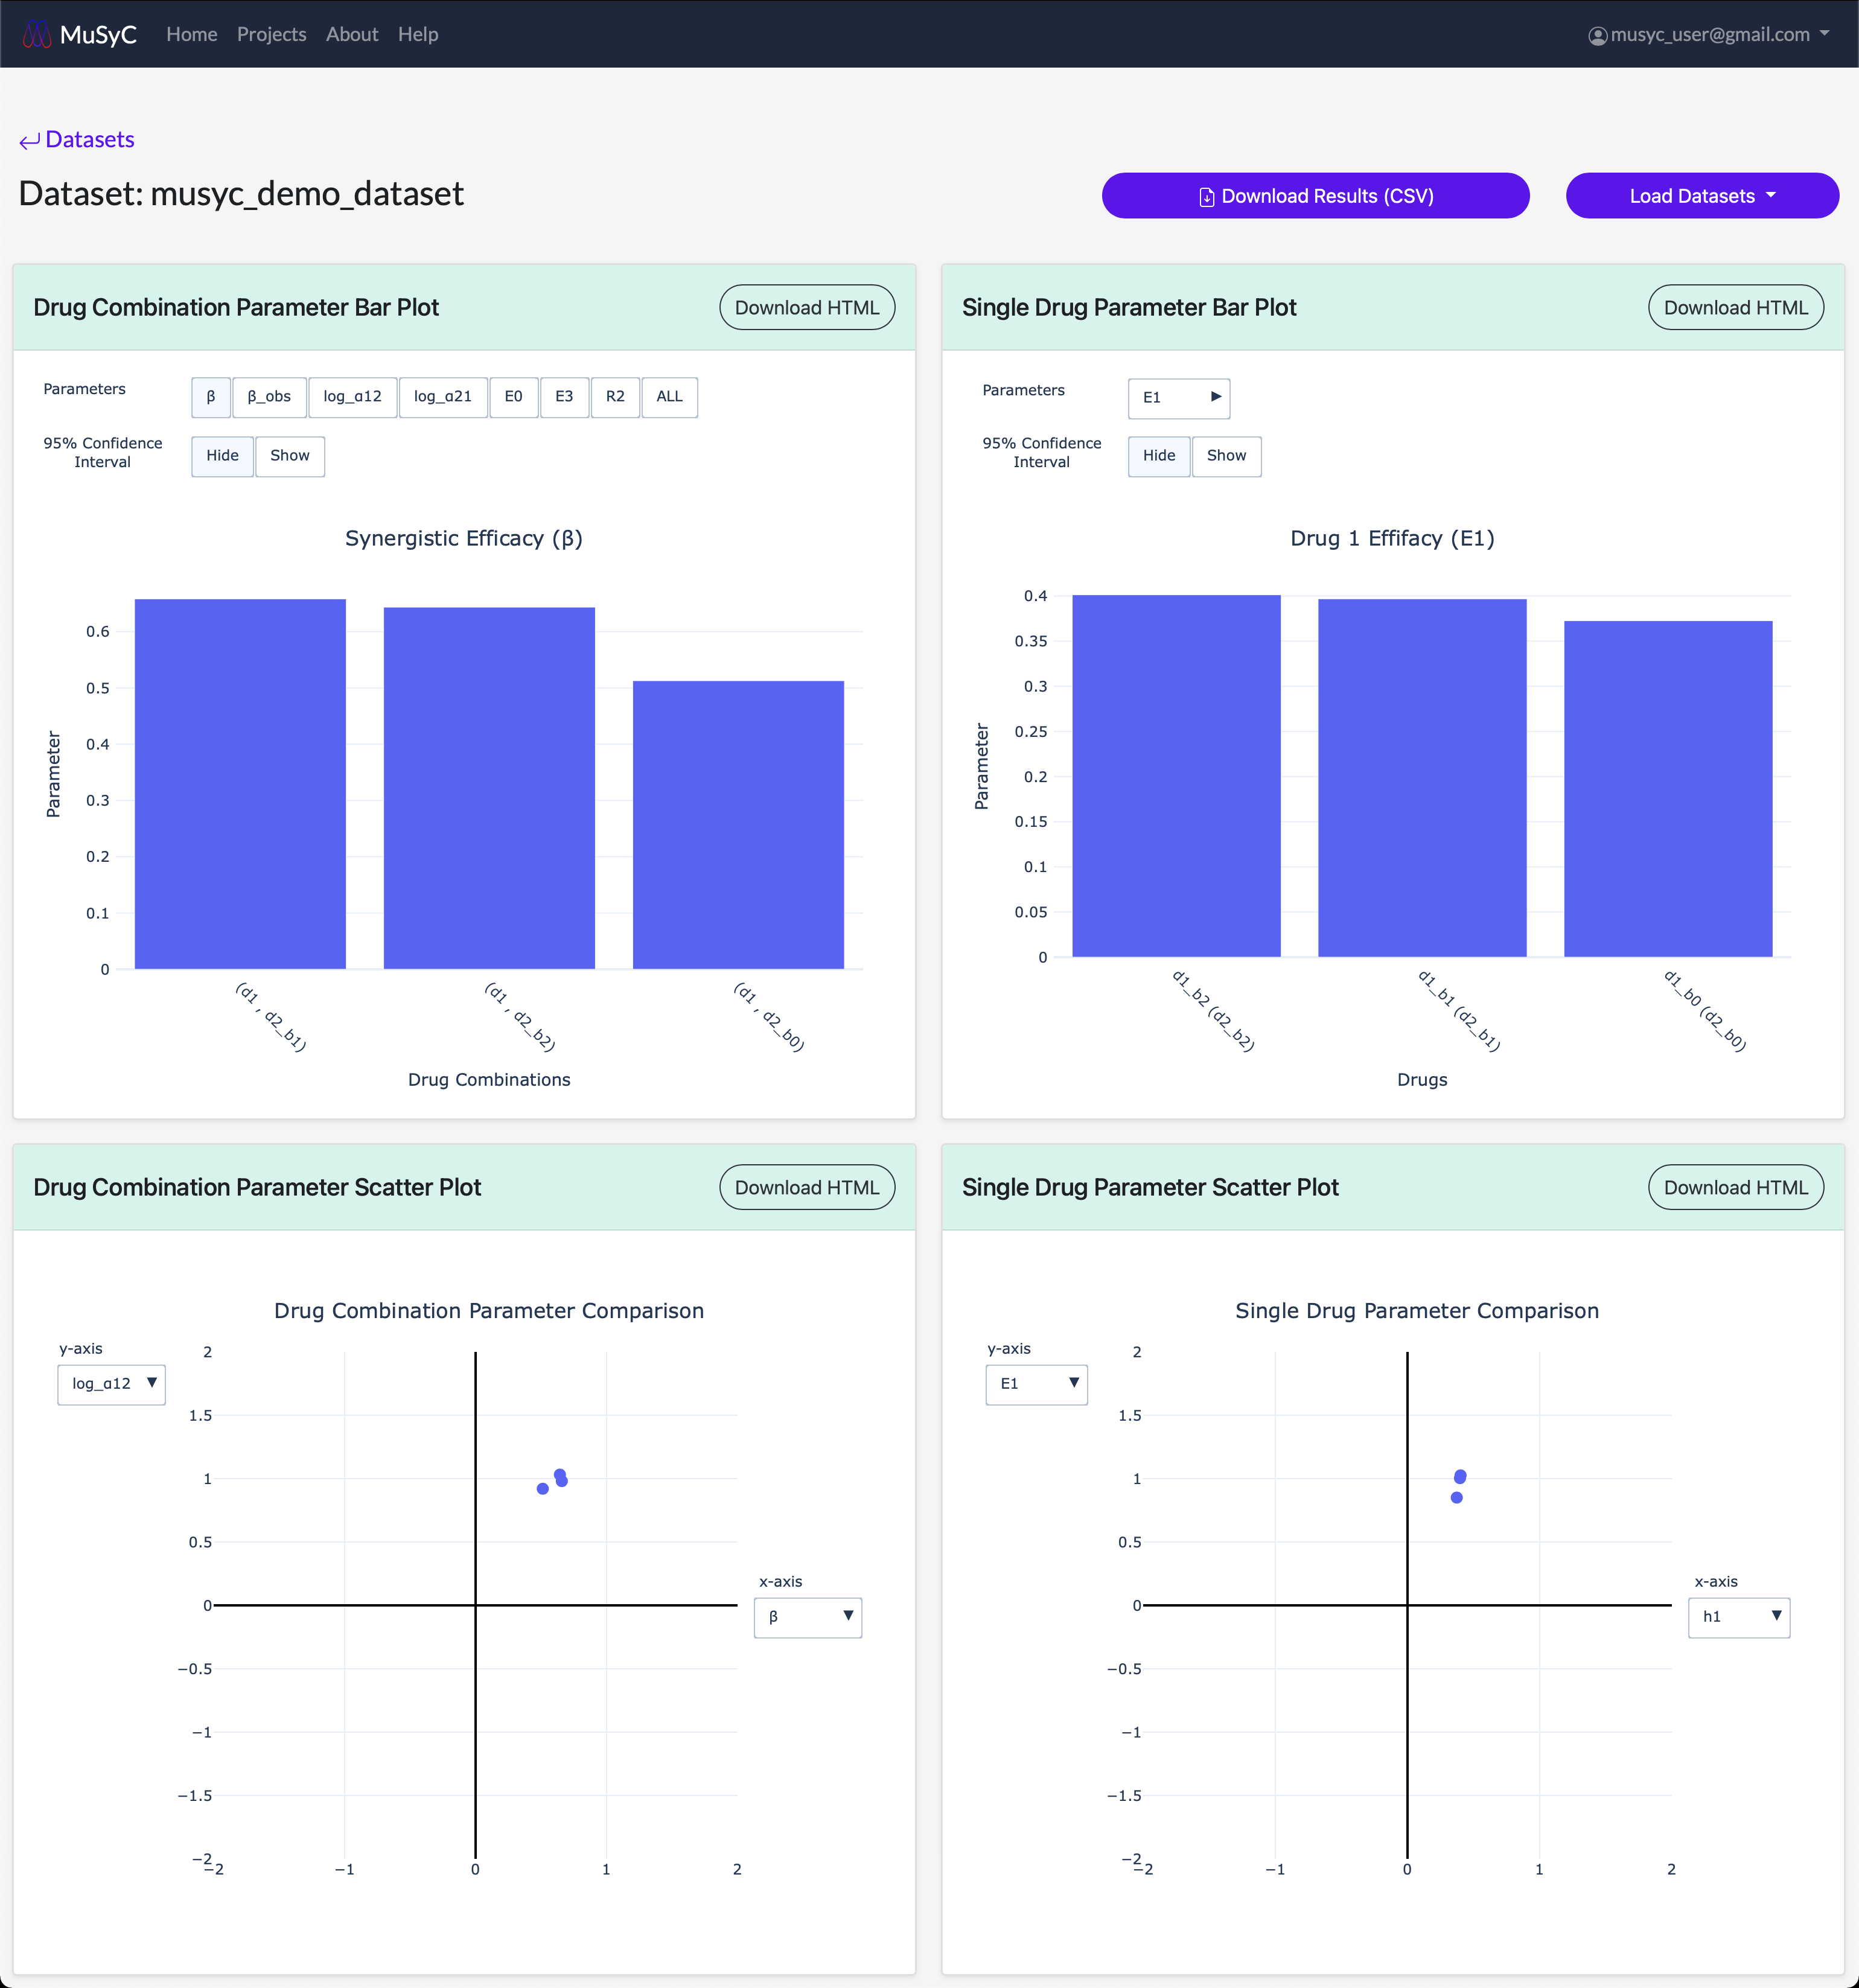 MuSyC Home Projects About Help musyc_user@gmail.com
Datasets
Dataset: musyc_demo_dataset
Download Results (CSV)
Load Datasets
Drug Combination Parameter Bar Plot
Download HTML
Parameters
β β_obs log_α12 log_α21 E0 E3 R2 ALL
95% Confidence
Interval
Hide Show
Synergistic Efficacy (β)
Parameter
0.6
0.5
0.4
0.3
0.2
0.1
0
(d1, d2_b1)
(d1, d2_b2)
(d1, d2_b0)
Drug Combinations
Single Drug Parameter Bar Plot
Download HTML
Parameters
E1
95% Confidence
Interval
Hide Show
Drug 1 Effifacy (E1)
Parameter
0.4
0.35
0.3
0.25
0.2
0.15
0.1
0.05
0
d1_b2 (d2_b2)
d1_b1 (d2_b1)
d1_b0 (d2_b0)
Drugs
Drug Combination Parameter Scatter Plot
Download HTML
Drug Combination Parameter Comparison
y-axis
log_α12
2
1.5
1
0.5
0
−0.5
−1
−1.5
−2
−2 −1 0 1 2
x-axis
β
Single Drug Parameter Scatter Plot
Download HTML
Single Drug Parameter Comparison
y-axis
E1
2
1.5
1
0.5
0
−0.5
−1
−1.5
−2
−2 −1 0 1 2
x-axis
h1